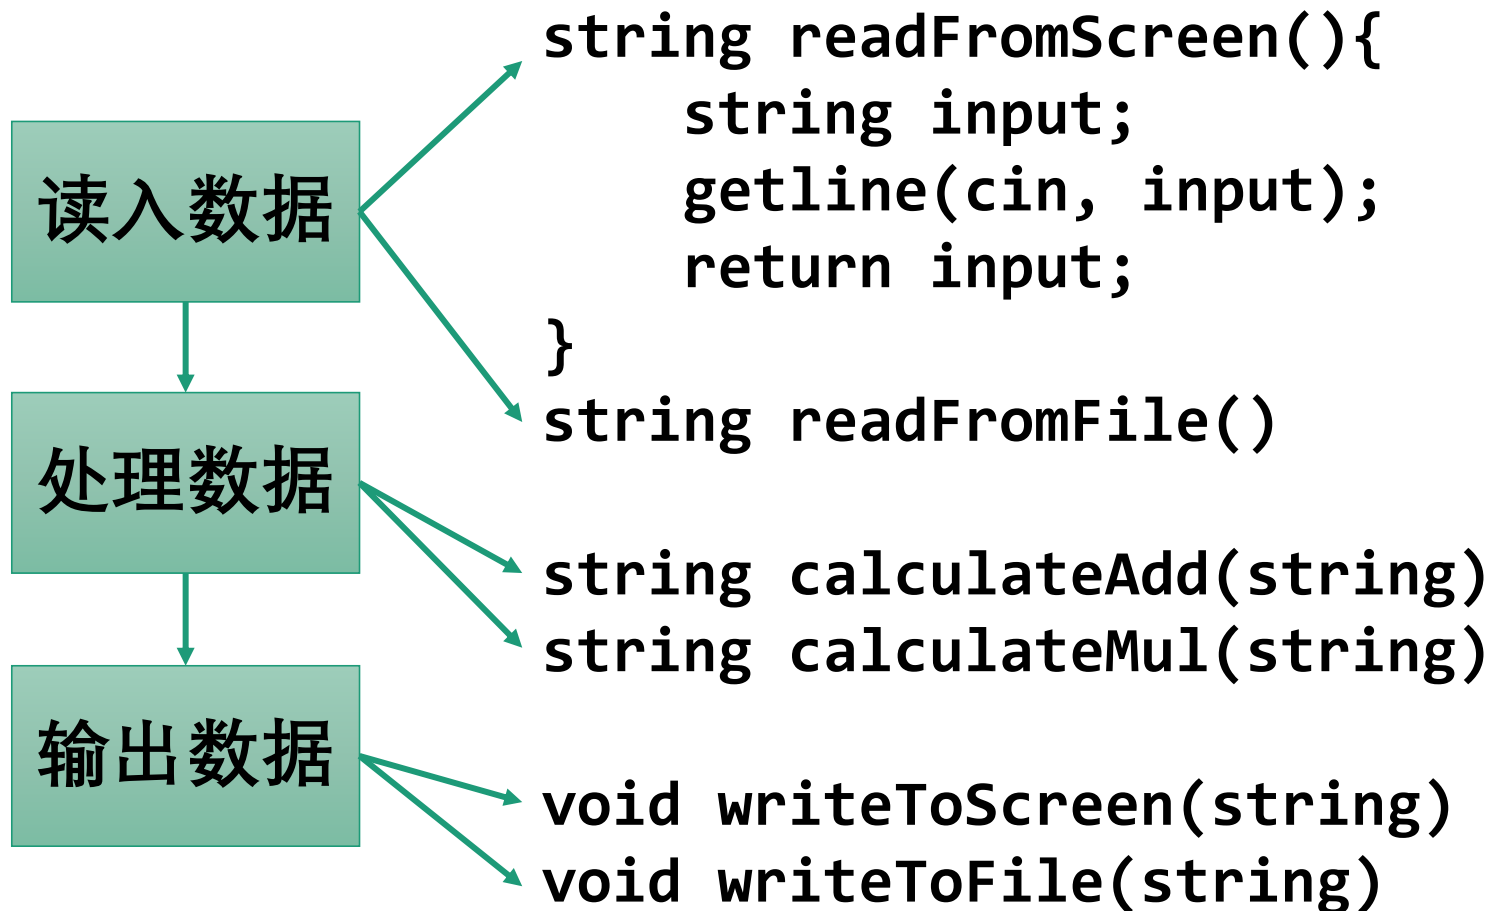 读入数据
处理数据
输出数据
string readFromScreen(){
    string input;
    getline(cin, input);
    return input;
}
string readFromFile()
string calculateAdd(string)
string calculateMul(string)
void writeToScreen(string)
void writeToFile(string)